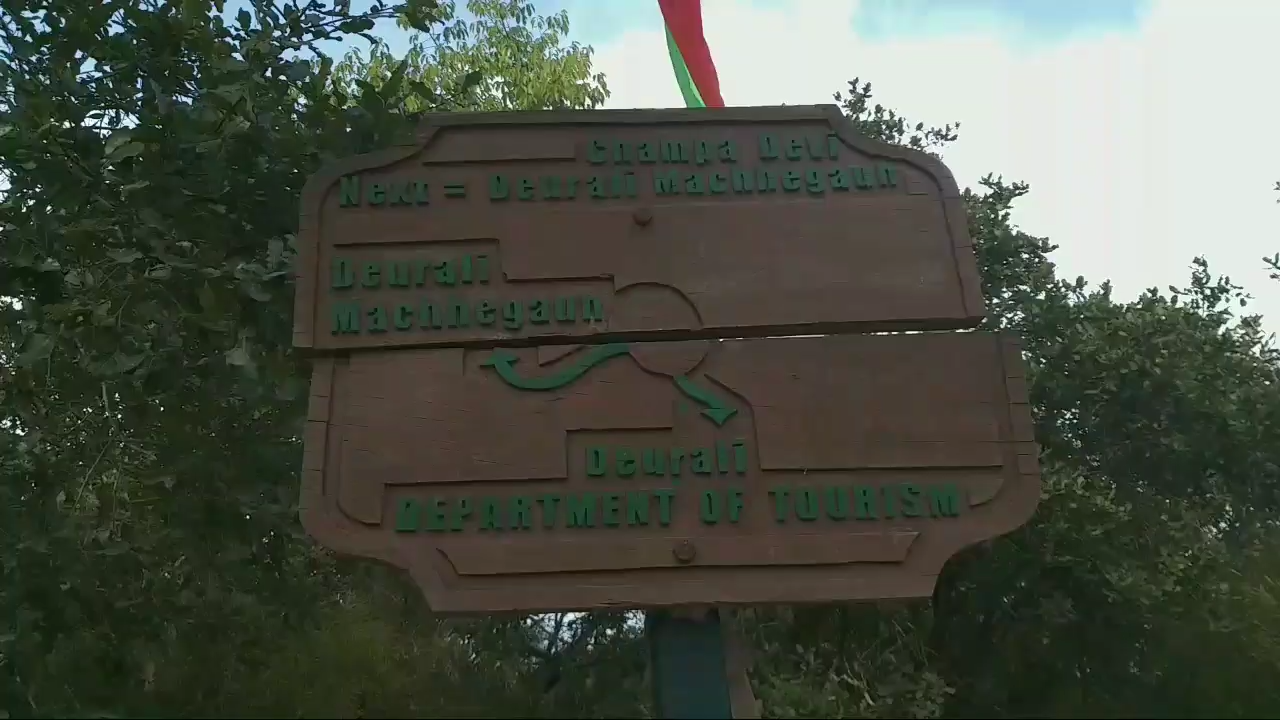 Champa Devi
Next = Deurali Machhegaun
Deurali
Machhegaun
Deurali
DEPARTMENT OF TOURISM